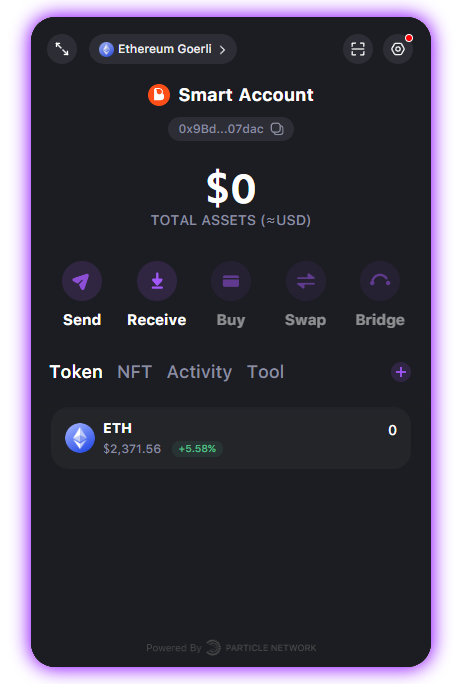 Ethereum Goerli
Smart Account
0x9Bd...07dac
$0
TOTAL ASSETS (≈USD)
Send Receive Buy Swap Bridge
Token NFT Activity Tool
ETH 0
$2,371.56 +5.58%
Powered By PARTICLE NETWORK